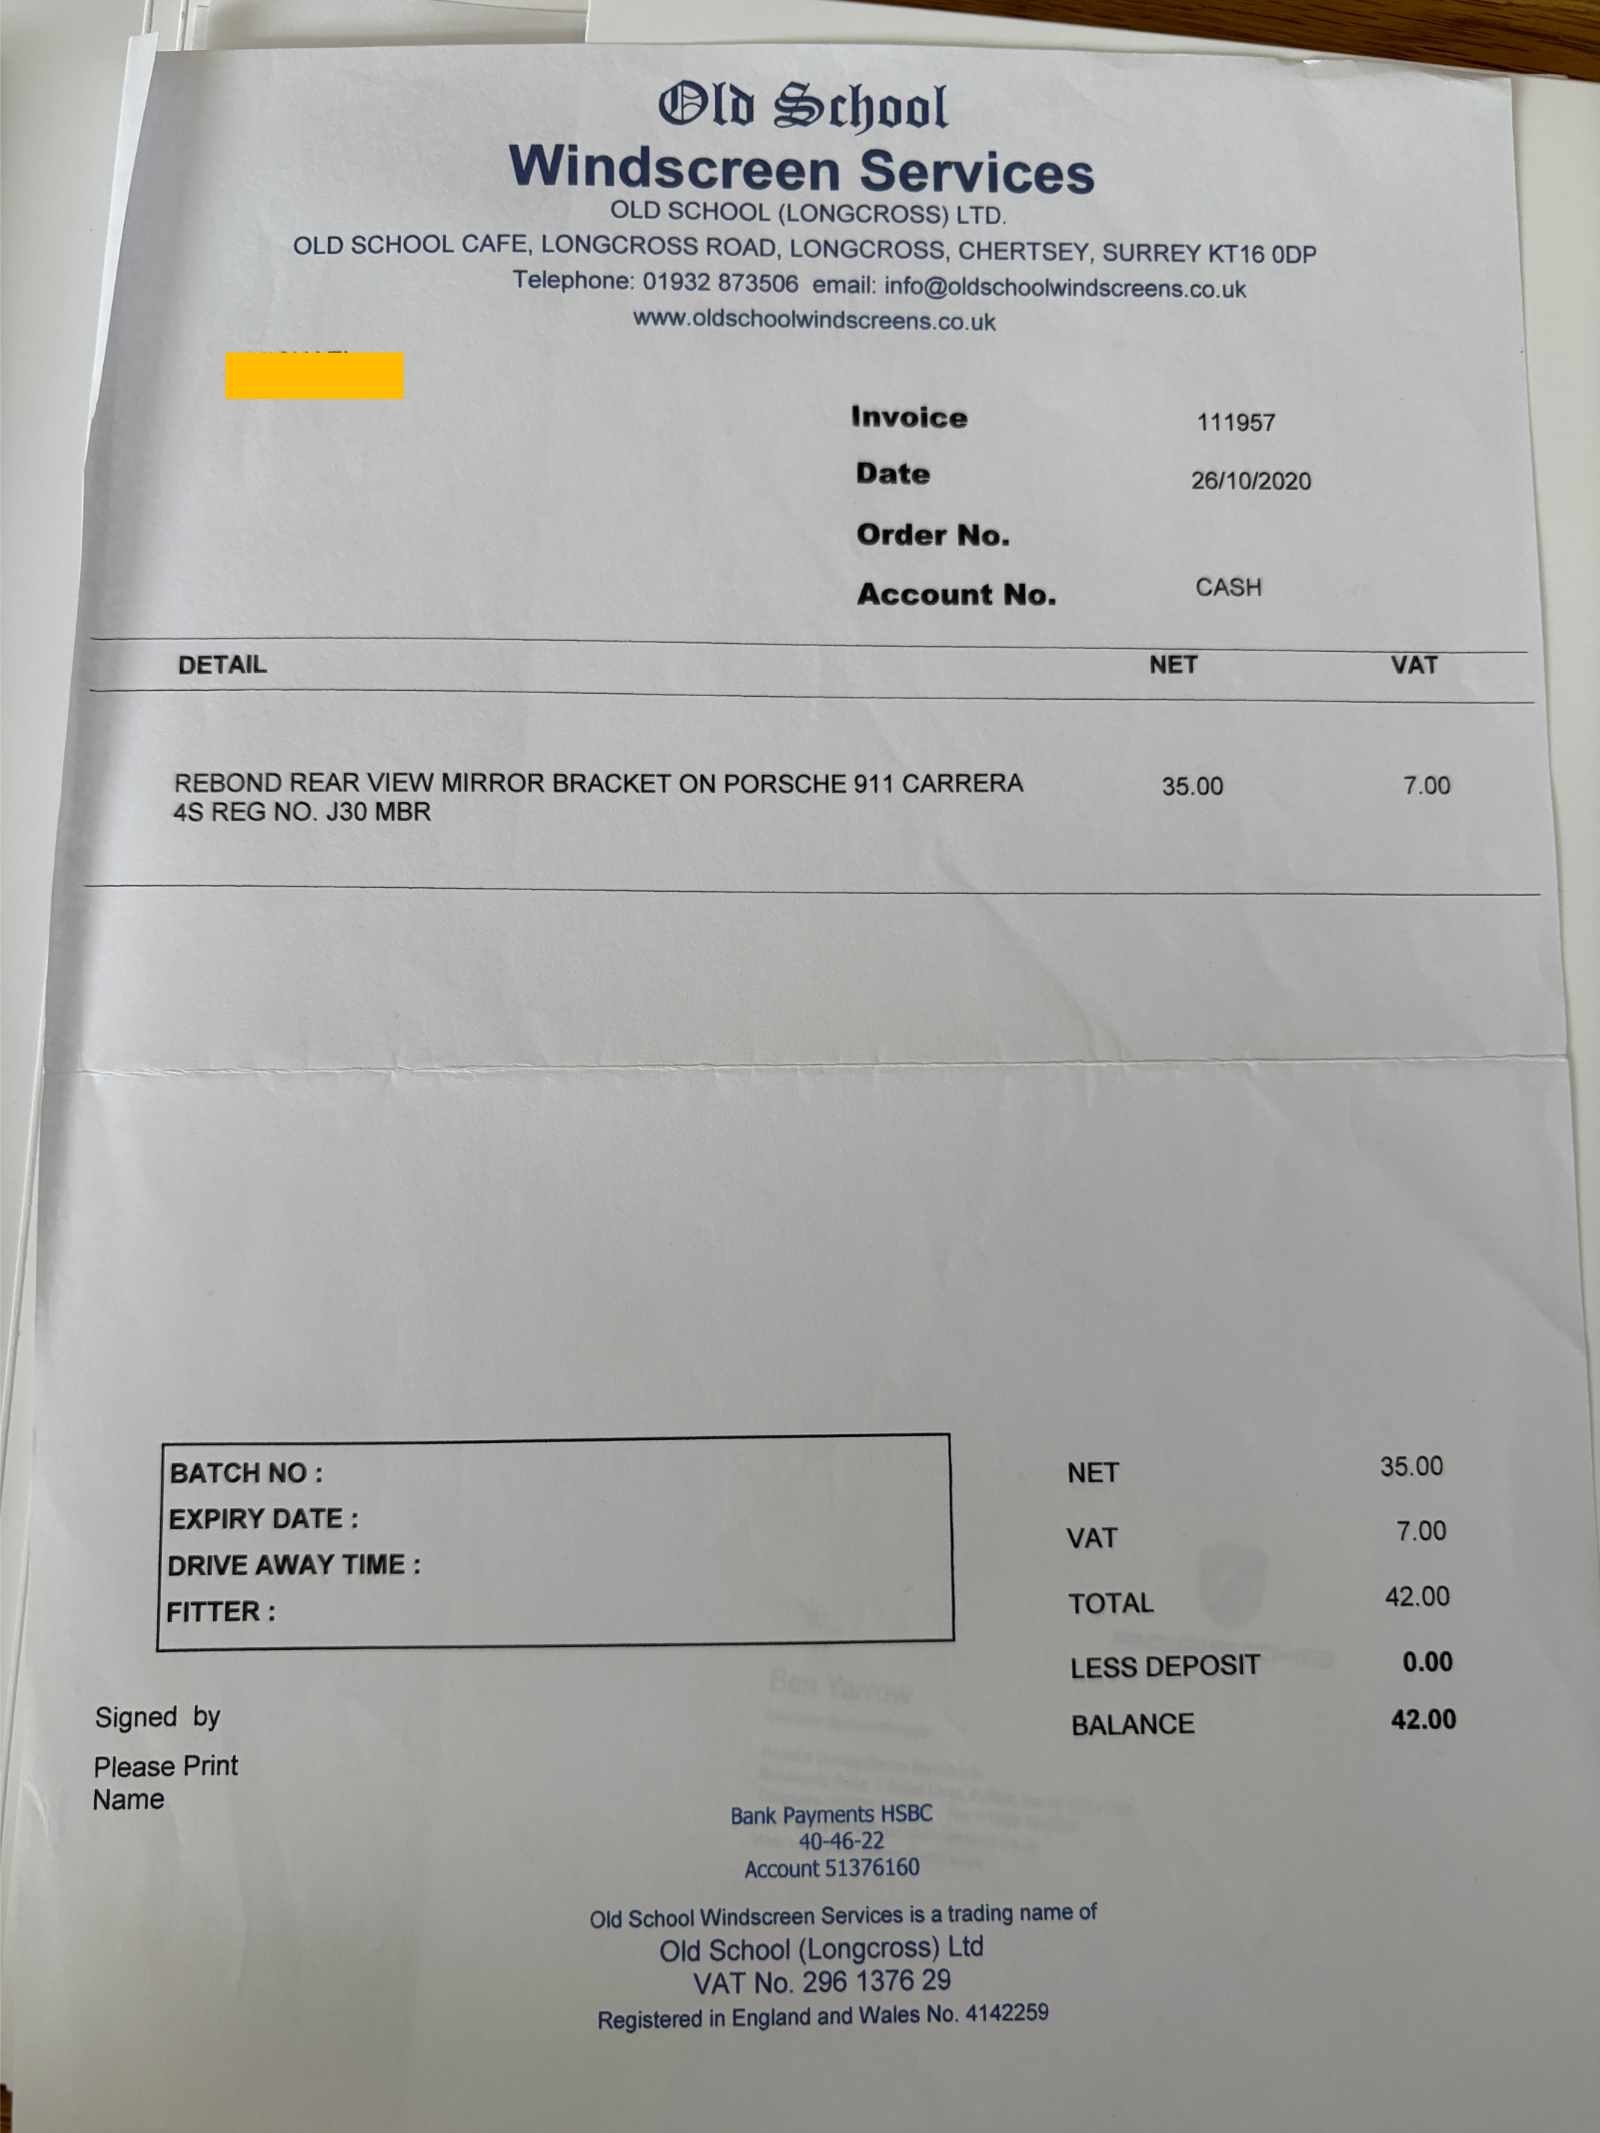 Old School
Windscreen Services
OLD SCHOOL (LONGCROSS) LTD.
OLD SCHOOL CAFE, LONGCROSS ROAD, LONGCROSS, CHERTSEY, SURREY KT16 0DP
Telephone: 01932 873506 email: info@oldschoolwindscreens.co.uk
www.oldschoolwindscreens.co.uk
Invoice 111957
Date 26/10/2020
Order No.
Account No. CASH
DETAIL NET VAT
REBOND REAR VIEW MIRROR BRACKET ON PORSCHE 911 CARRERA 35.00 7.00
4S REG NO. J30 MBR
BATCH NO :
EXPIRY DATE :
DRIVE AWAY TIME :
FITTER :
NET 35.00
VAT 7.00
TOTAL 42.00
LESS DEPOSIT 0.00
BALANCE 42.00
Ben Yarrow
Signed by
Please Print
Name
Bank Payments HSBC
40-46-22
Account 51376160
Old School Windscreen Services is a trading name of
Old School (Longcross) Ltd
VAT No. 296 1376 29
Registered in England and Wales No. 4142259